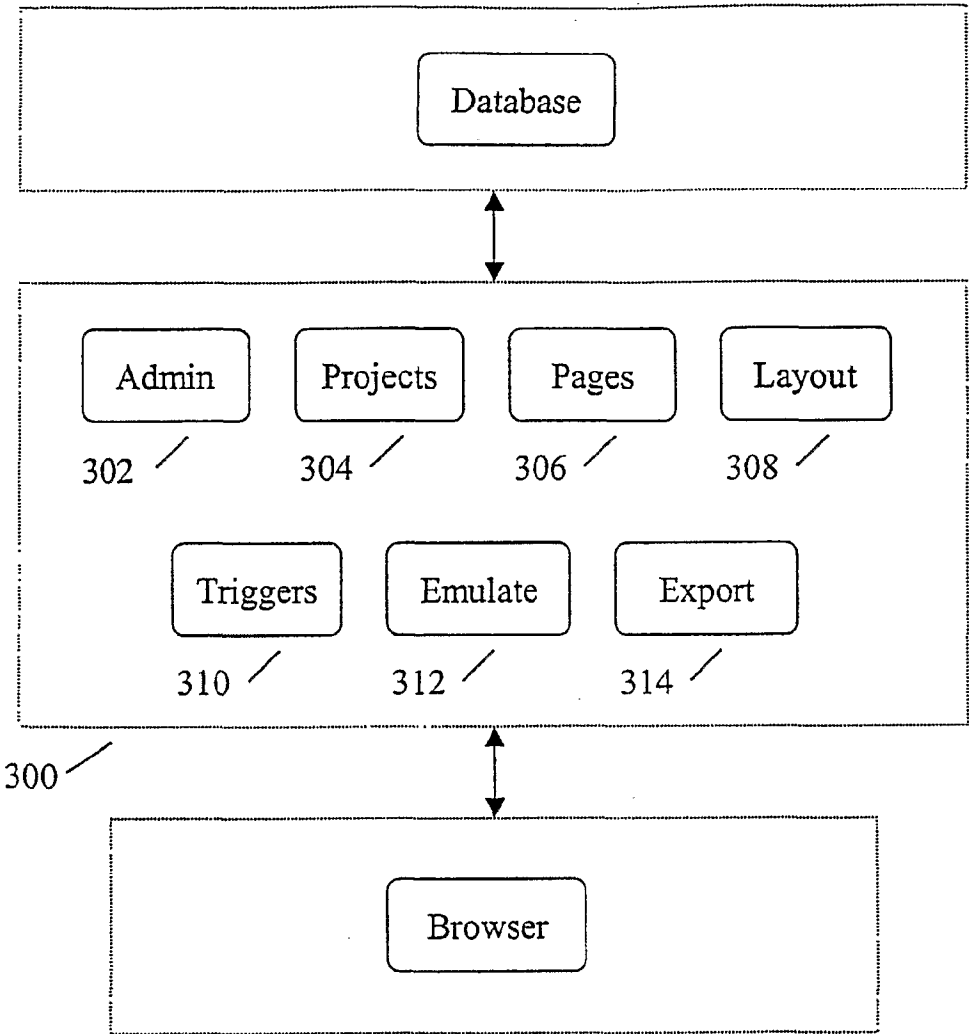 Database
Admin Projects Pages Layout
302 304 306 308
Triggers Emulate Export
310 312 314
300
Browser